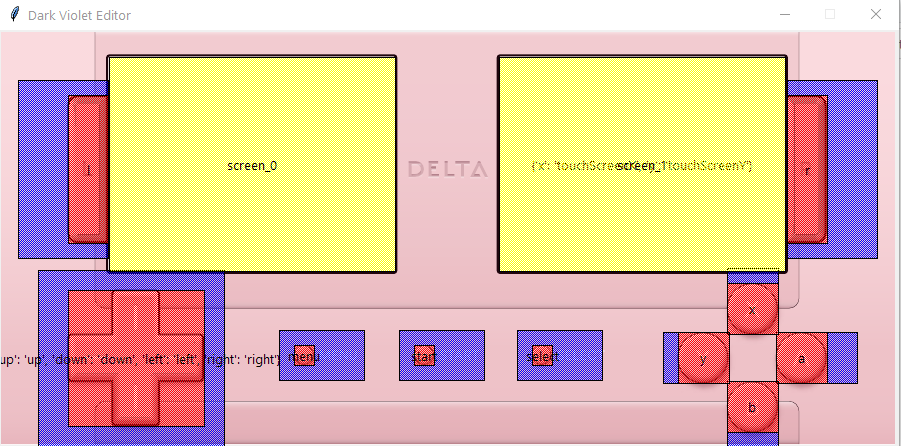 Dark Violet Editor
screen_0
DELTA
{'x': 'touchScreenX', 'y': 'touchScreenY'}
screen_1
l
r
x
up': 'up', 'down': 'down', 'left': 'left', 'right': 'right'}
menu
start
select
y
a
b